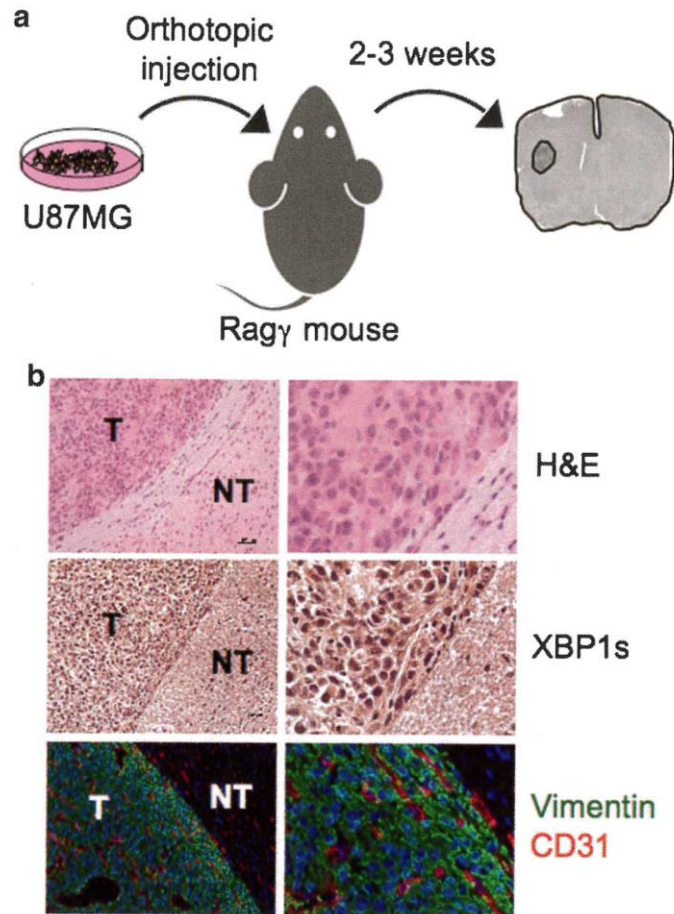 a
Orthotopic
injection
2-3 weeks
U87MG
Ragγ mouse
b
T
NT
H&E
T
NT
XBP1s
T
NT
Vimentin
CD31